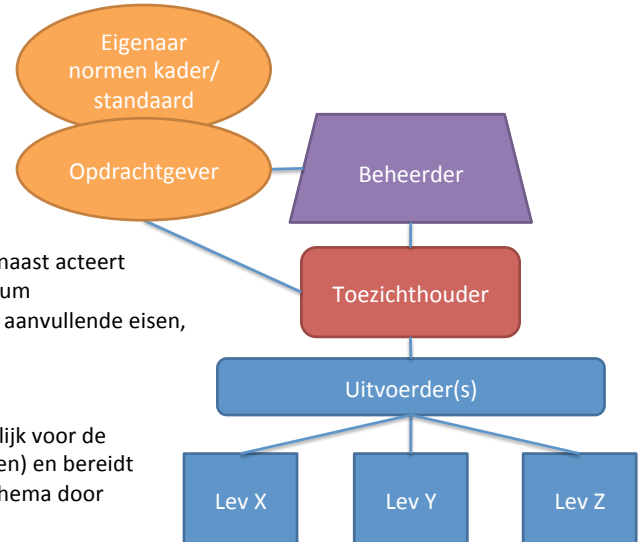 Eigenaar
normen kader/
standaard
Opdrachtgever
Beheerder
naast acteert
um
aanvullende eisen,
Toezichthouder
Uitvoerder(s)
lijk voor de
en) en bereidt
hema door
Lev X
Lev Y
Lev Z